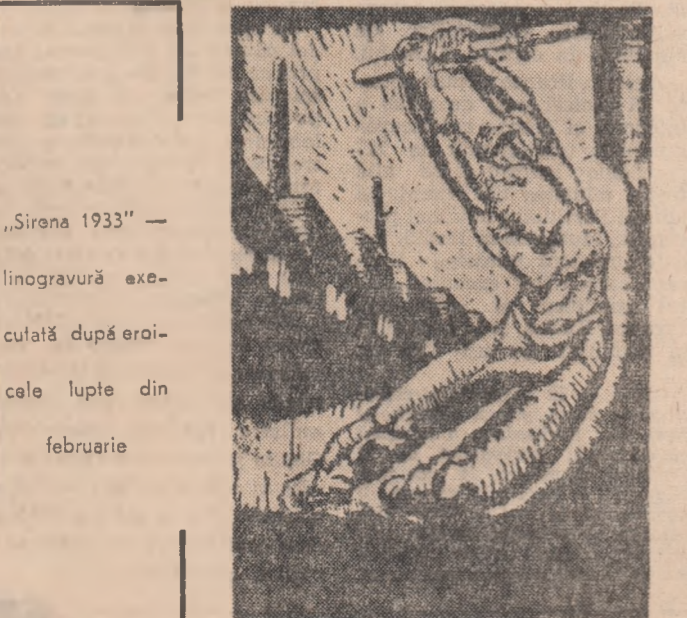 „Sirena 1933” —
linogravură exe-
cutată după eroi-
cele lupte din
februarie